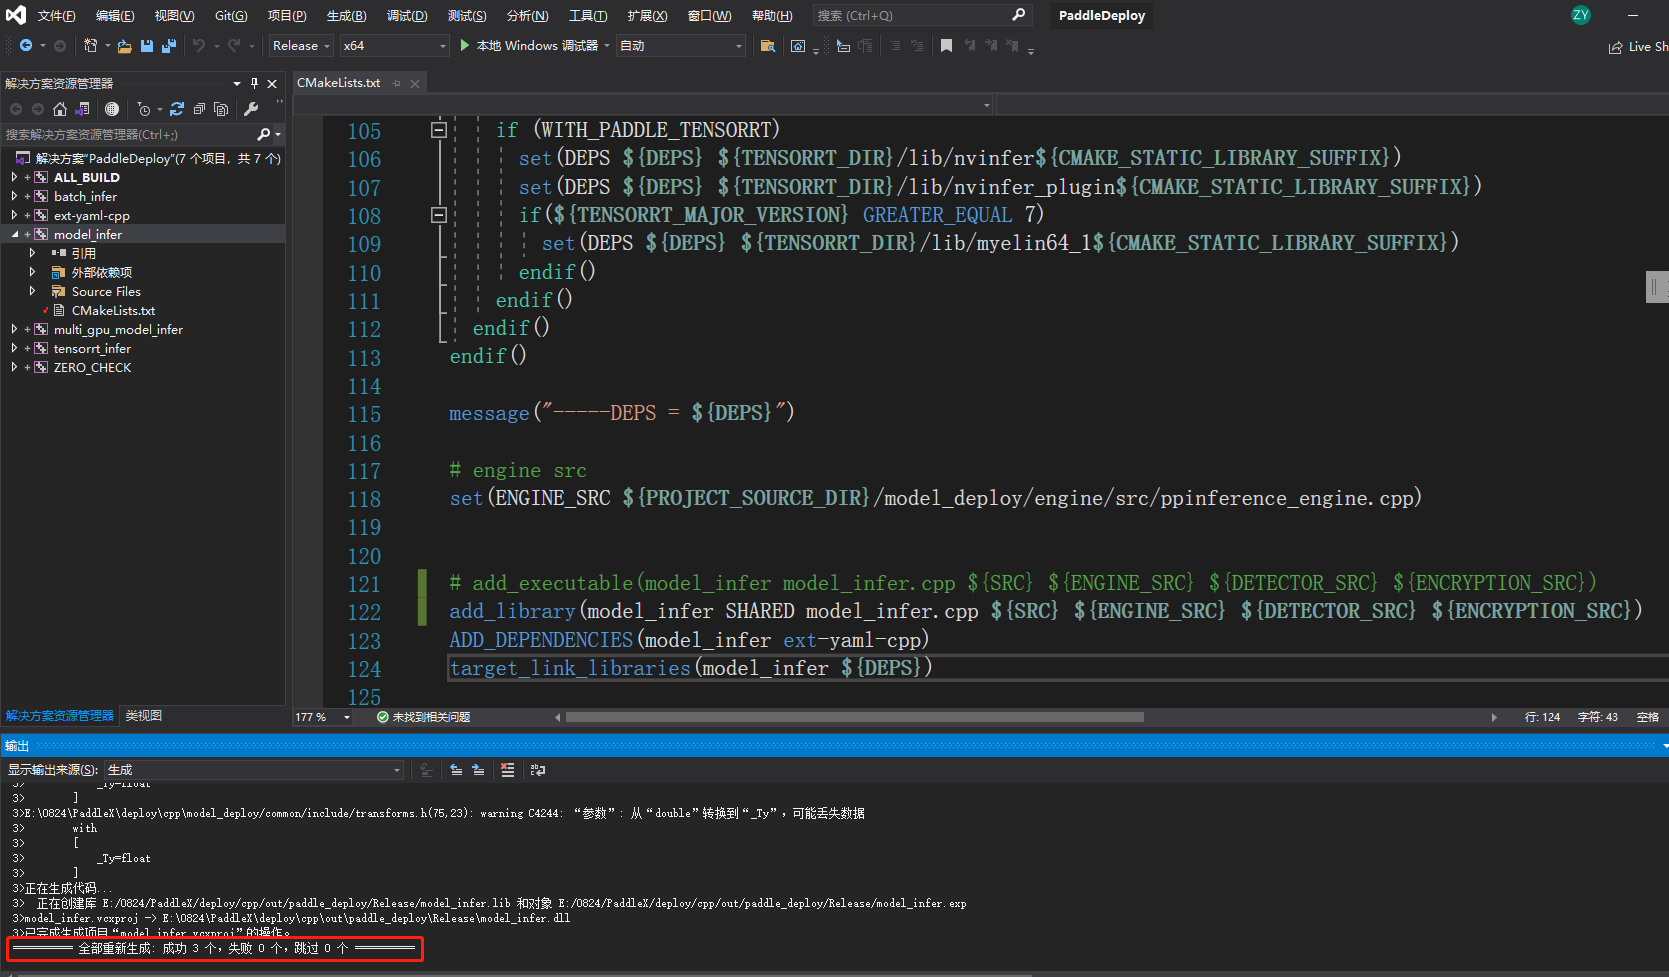 文件(F) 编辑(E) 视图(V) Git(G) 项目(P) 生成(B) 调试(D) 测试(S) 分析(N) 工具(T) 扩展(X) 窗口(W) 帮助(H) 搜索 (Ctrl+Q) PaddleDeploy ZY
Release x64 本地 Windows 调试器 自动 Live Sh
解决方案资源管理器
搜索解决方案资源管理器(Ctrl+;)
解决方案"PaddleDeploy"(7 个项目，共 7 个)
ALL_BUILD
batch_infer
ext-yaml-cpp
model_infer
引用
外部依赖项
Source Files
CMakeLists.txt
multi_gpu_model_infer
tensorrt_infer
ZERO_CHECK
解决方案资源管理器 类视图
CMakeLists.txt
105 if (WITH_PADDLE_TENSORRT)
106 set(DEPS ${DEPS} ${TENSORRT_DIR}/lib/nvinfer${CMAKE_STATIC_LIBRARY_SUFFIX})
107 set(DEPS ${DEPS} ${TENSORRT_DIR}/lib/nvinfer_plugin${CMAKE_STATIC_LIBRARY_SUFFIX})
108 if(${TENSORRT_MAJOR_VERSION} GREATER_EQUAL 7)
109 set(DEPS ${DEPS} ${TENSORRT_DIR}/lib/myelin64_1${CMAKE_STATIC_LIBRARY_SUFFIX})
110 endif()
111 endif()
112 endif()
113 endif()
114
115 message("-----DEPS = ${DEPS}")
116
117 # engine src
118 set(ENGINE_SRC ${PROJECT_SOURCE_DIR}/model_deploy/engine/src/ppinference_engine.cpp)
119
120
121 # add_executable(model_infer model_infer.cpp ${SRC} ${ENGINE_SRC} ${DETECTOR_SRC} ${ENCRYPTION_SRC})
122 add_library(model_infer SHARED model_infer.cpp ${SRC} ${ENGINE_SRC} ${DETECTOR_SRC} ${ENCRYPTION_SRC})
123 ADD_DEPENDENCIES(model_infer ext-yaml-cpp)
124 target_link_libraries(model_infer ${DEPS})
125
177 % 未找到相关问题 行: 124 字符: 43 空格
输出
显示输出来源(S): 生成
3> _Ty=float
3> ]
3>E:\0824\PaddleX\deploy\cpp\model_deploy/common/include/transforms.h(75,23): warning C4244: “参数”: 从“double”转换到“_Ty”，可能丢失数据
3> with
3> [
3> _Ty=float
3> ]
3>正在生成代码...
3> 正在创建库 E:/0824/PaddleX/deploy/cpp/out/paddle_deploy/Release/model_infer.lib 和对象 E:/0824/PaddleX/deploy/cpp/out/paddle_deploy/Release/model_infer.exp
3>model_infer.vcxproj -> E:\0824\PaddleX\deploy\cpp\out\paddle_deploy\Release\model_infer.dll
3>已完成生成项目“model_infer.vcxproj”的操作。
========== 全部重新生成: 成功 3 个，失败 0 个，跳过 0 个 ==========